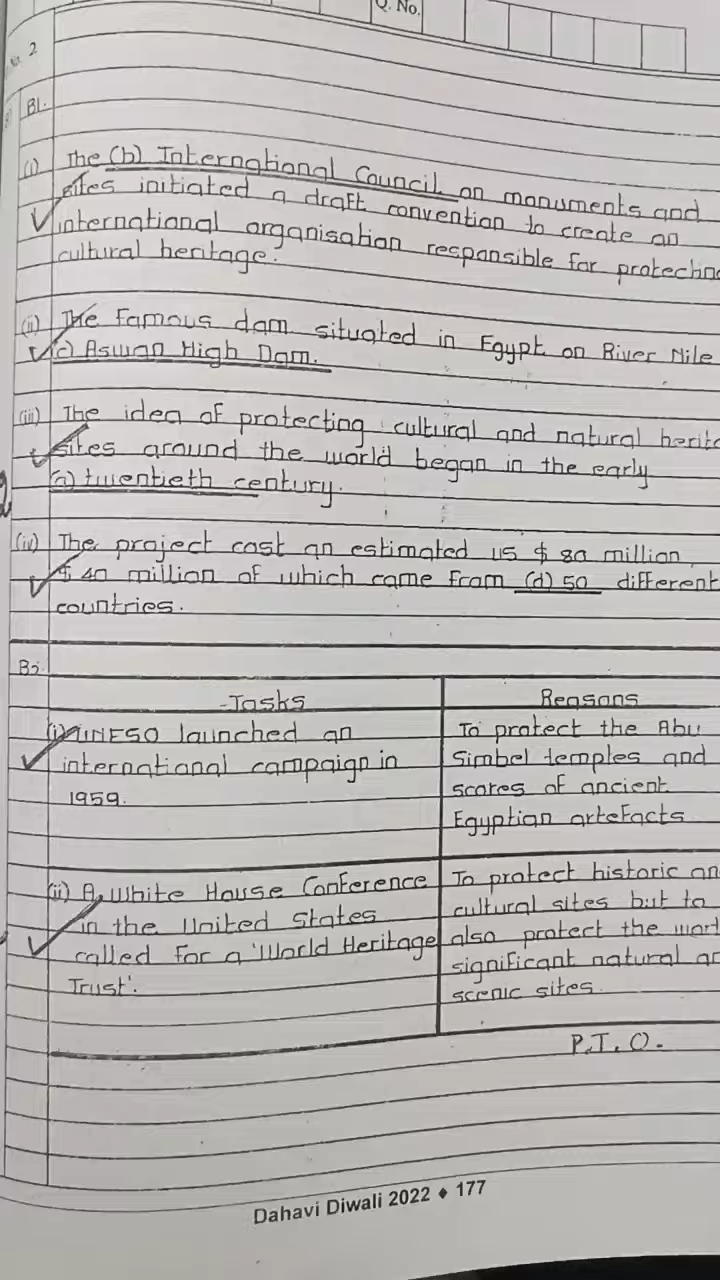 Q. No.
No. 2
B1.
(i) The (b) International Council on monuments and
sites initiated a draft convention to create an
international organisation responsible for protecting
cultural heritage.
(ii) The famous dam situated in Egypt on River Nile
(c) Aswan High Dam.
(iii) The idea of protecting cultural and natural herita
sites around the world began in the early
(a) twentieth century.
(iv) The project cost an estimated US $ 80 million,
$ 40 million of which came from (d) 50 different
countries.
B2.
Tasks
Reasons
(i) UNESO launched an
international campaign in
1959.
To protect the Abu
Simbel temples and
scores of ancient
Egyptian artefacts
(ii) A White House Conference
in the United States
called for a 'World Heritage
Trust'.
To protect historic an
cultural sites but to
also protect the worl
significant natural an
scenic sites.
P.T.O.
Dahavi Diwali 2022 ♦ 177